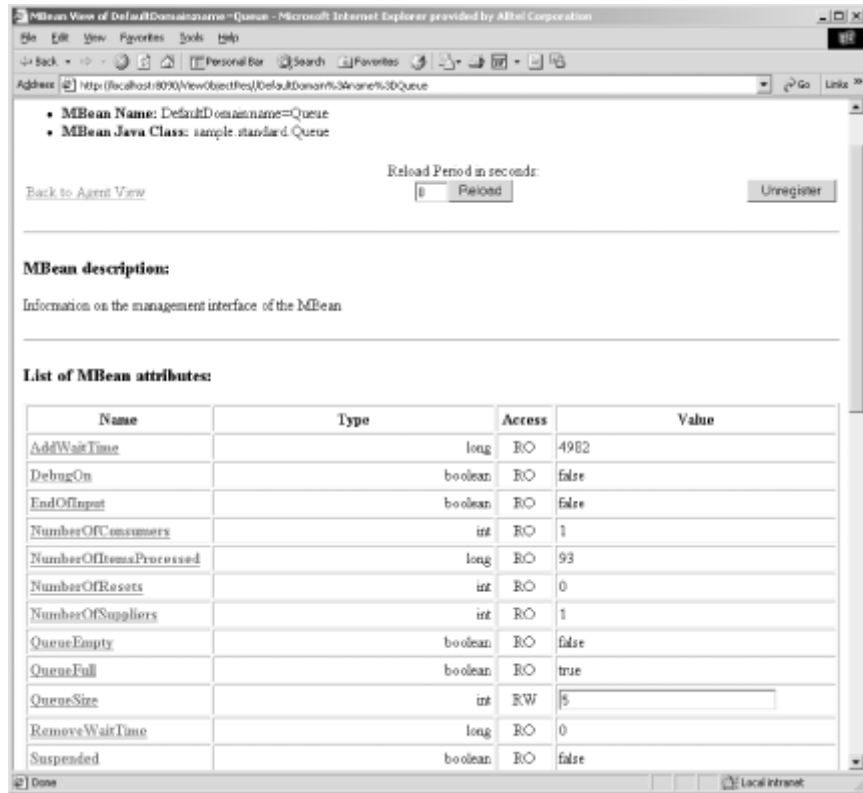 MBean View of DefaultDomain:name=Queue - Microsoft Internet Explorer provided by Alltel Corporation
File Edit View Favorites Tools Help
Back Personal Bar Search Favorites
Address http://localhost:8090/ViewObjectRes//DefaultDomain%3Aname%3DQueue Go Links »
• MBean Name: DefaultDomain:name=Queue
• MBean Java Class: sample.standard.Queue
Reload Period in seconds:
Back to Agent View 0 Reload Unregister
MBean description:
Information on the management interface of the MBean
List of MBean attributes:
Name Type Access Value
AddWaitTime long RO 4982
DebugOn boolean RO false
EndOfInput boolean RO false
NumberOfConsumers int RO 1
NumberOfItemsProcessed long RO 93
NumberOfResets int RO 0
NumberOfSuppliers int RO 1
QueueEmpty boolean RO false
QueueFull boolean RO true
QueueSize int RW 5
RemoveWaitTime long RO 0
Suspended boolean RO false
Done Local intranet